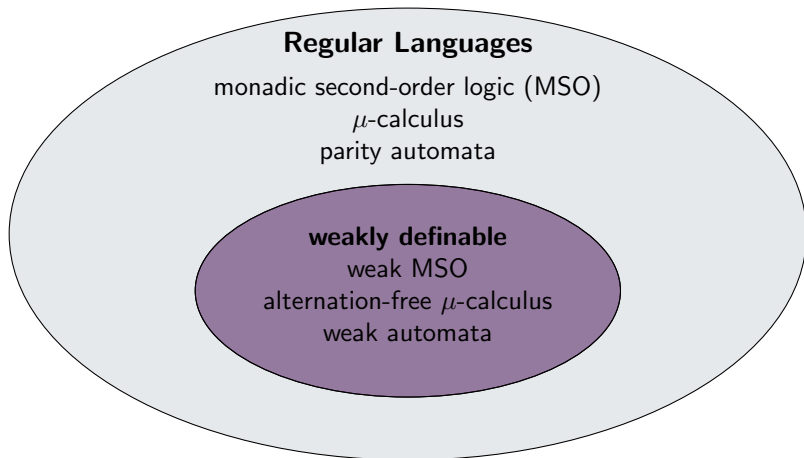 Regular Languages
monadic second-order logic (MSO)
μ-calculus
parity automata
weakly definable
weak MSO
alternation-free μ-calculus
weak automata